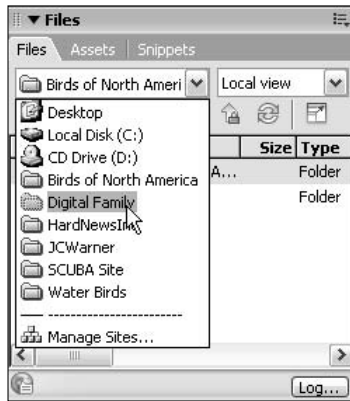 Files
Files Assets Snippets
Birds of North Ameri Local view
Desktop
Local Disk (C:)
CD Drive (D:)
Birds of North America
Digital Family
HardNewsIn
JCWarner
SCUBA Site
Water Birds
Manage Sites...
Size Type
A... Folder
Folder
Log...